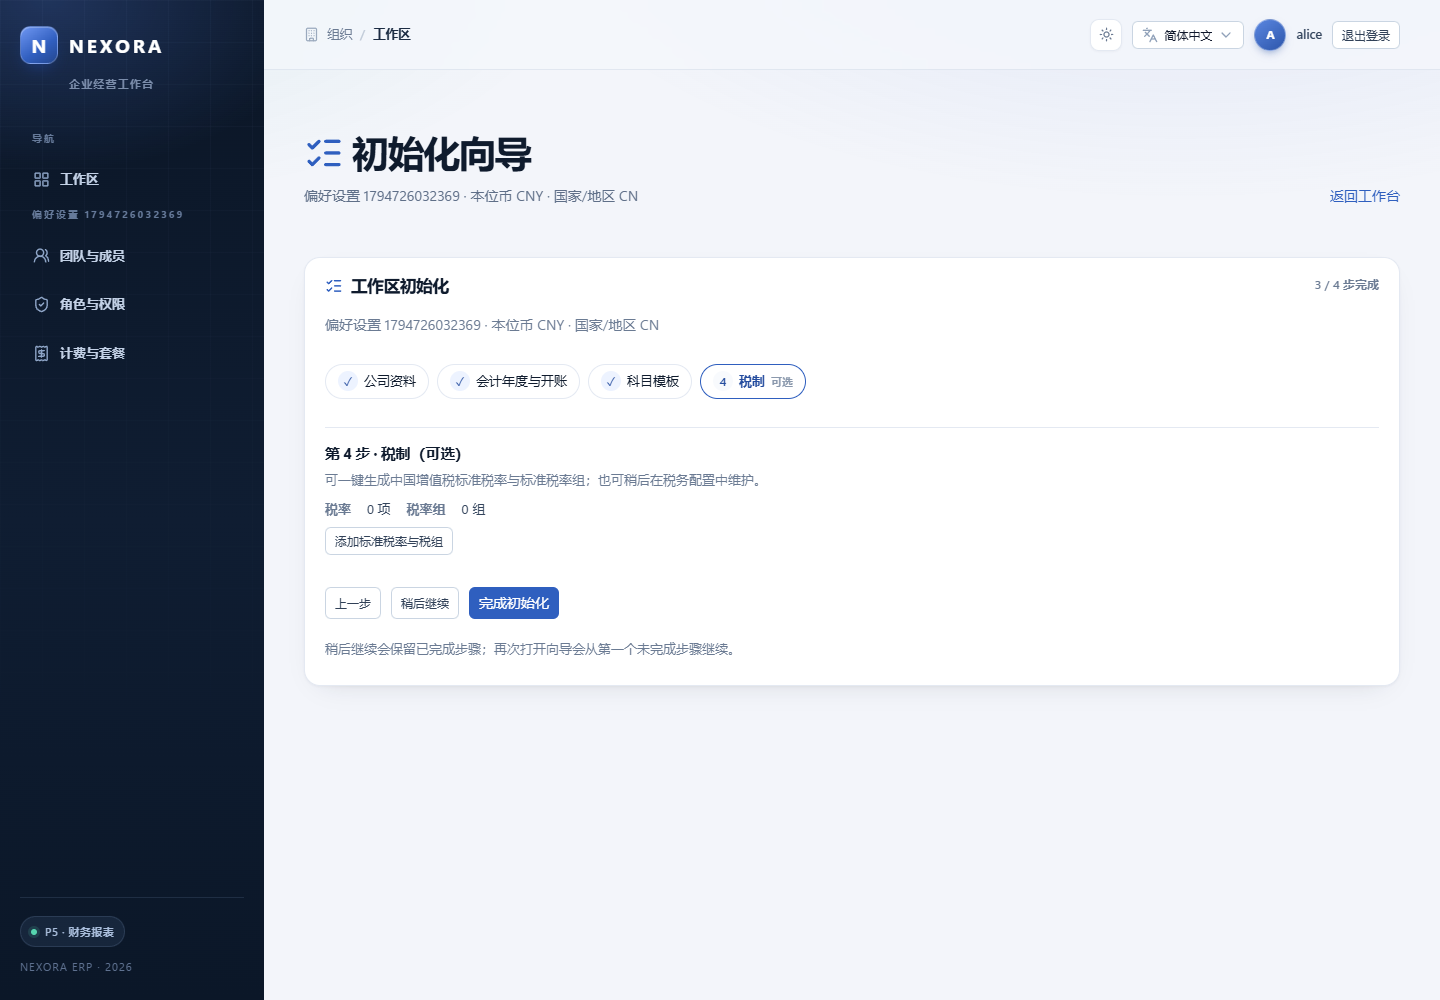 N NEXORA
企业经营工作台
导航
工作区
偏好设置 1794726032369
团队与成员
角色与权限
计费与套餐
P5 · 财务报表
NEXORA ERP · 2026
组织 / 工作区
简体中文
A alice
退出登录
初始化向导
偏好设置 1794726032369 · 本位币 CNY · 国家/地区 CN
返回工作台
工作区初始化
3 / 4 步完成
偏好设置 1794726032369 · 本位币 CNY · 国家/地区 CN
✓ 公司资料 ✓ 会计年度与开账 ✓ 科目模板 4 税制 可选
第 4 步 · 税制（可选）
可一键生成中国增值税标准税率与标准税率组；也可稍后在税务配置中维护。
税率 0 项 税率组 0 组
添加标准税率与税组
上一步 稍后继续 完成初始化
稍后继续会保留已完成步骤；再次打开向导会从第一个未完成步骤继续。